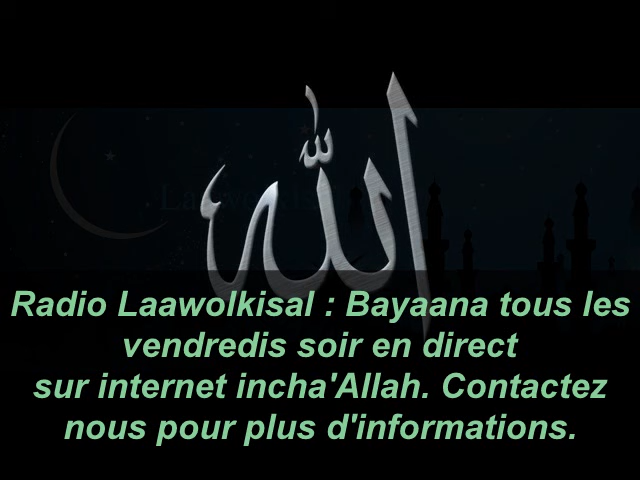 الله
Radio Laawolkisal : Bayaana tous les
vendredis soir en direct
sur internet incha'Allah. Contactez
nous pour plus d'informations.